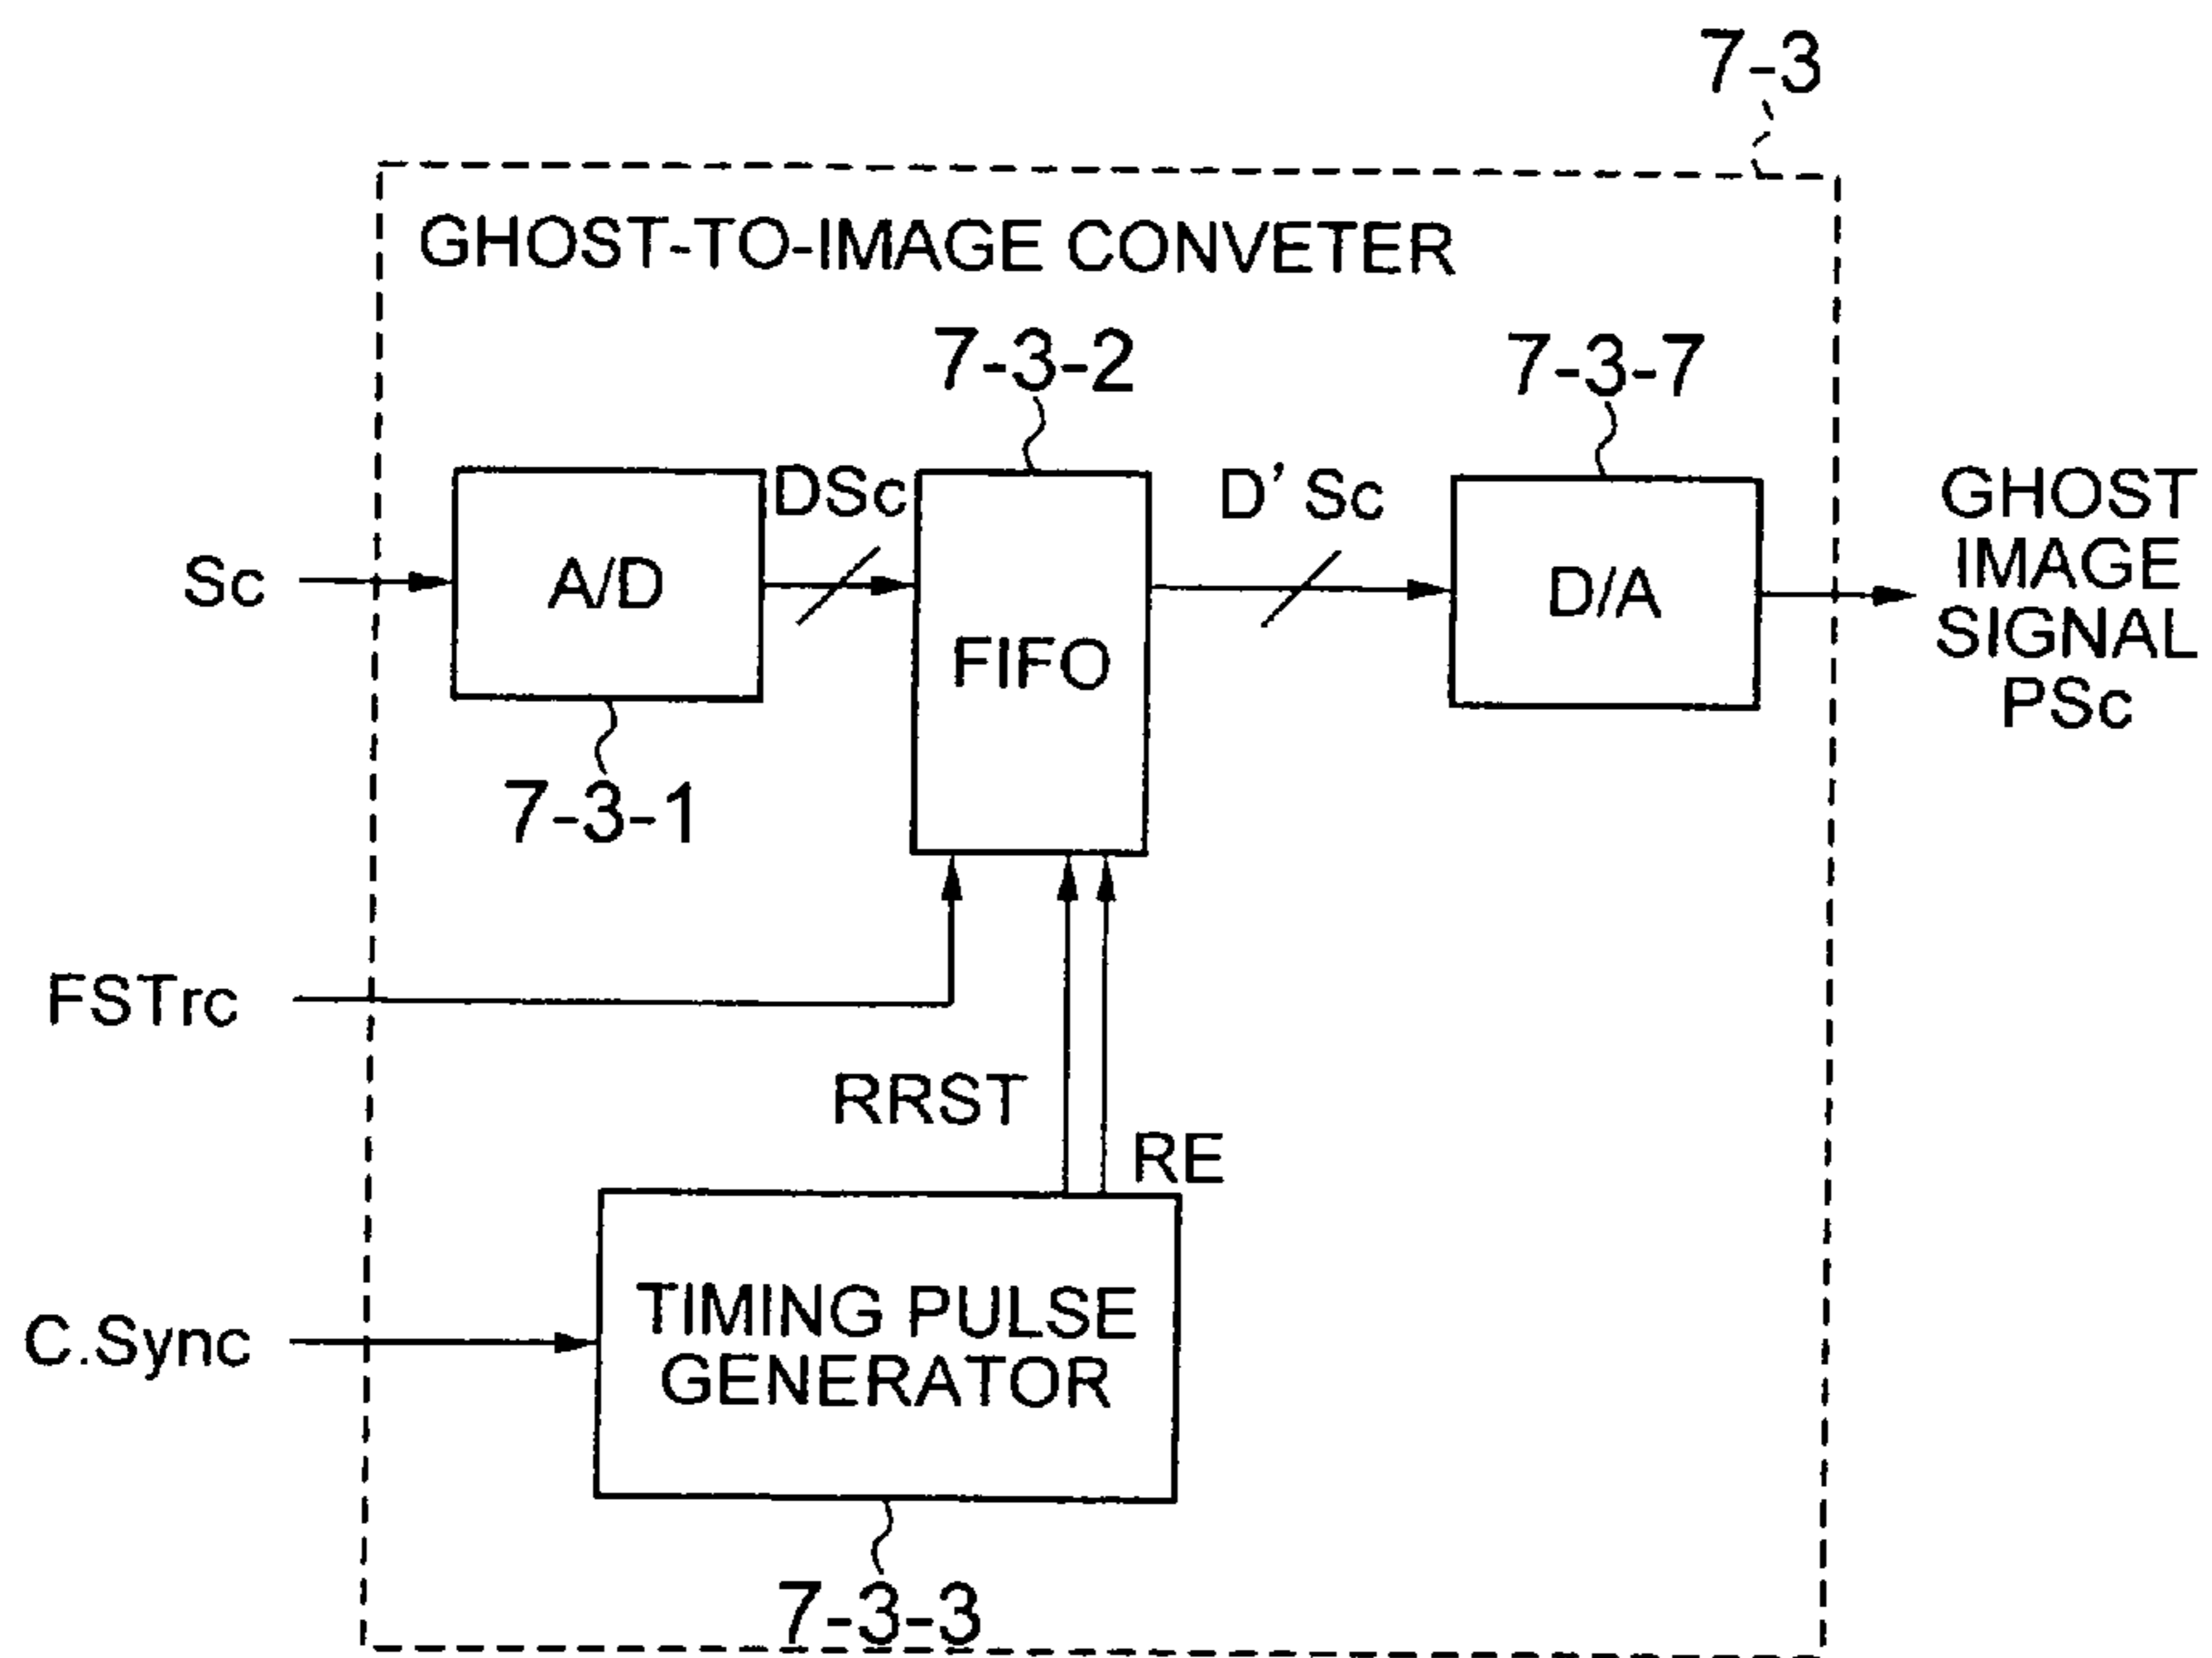 7-3
GHOST-TO-IMAGE CONVETER
7-3-2
7-3-7
DSc
D' Sc
Sc
A/D
FIFO
D/A
GHOST
IMAGE
SIGNAL
PSc
7-3-1
FSTrc
RRST
RE
C.Sync
TIMING PULSE
GENERATOR
7-3-3